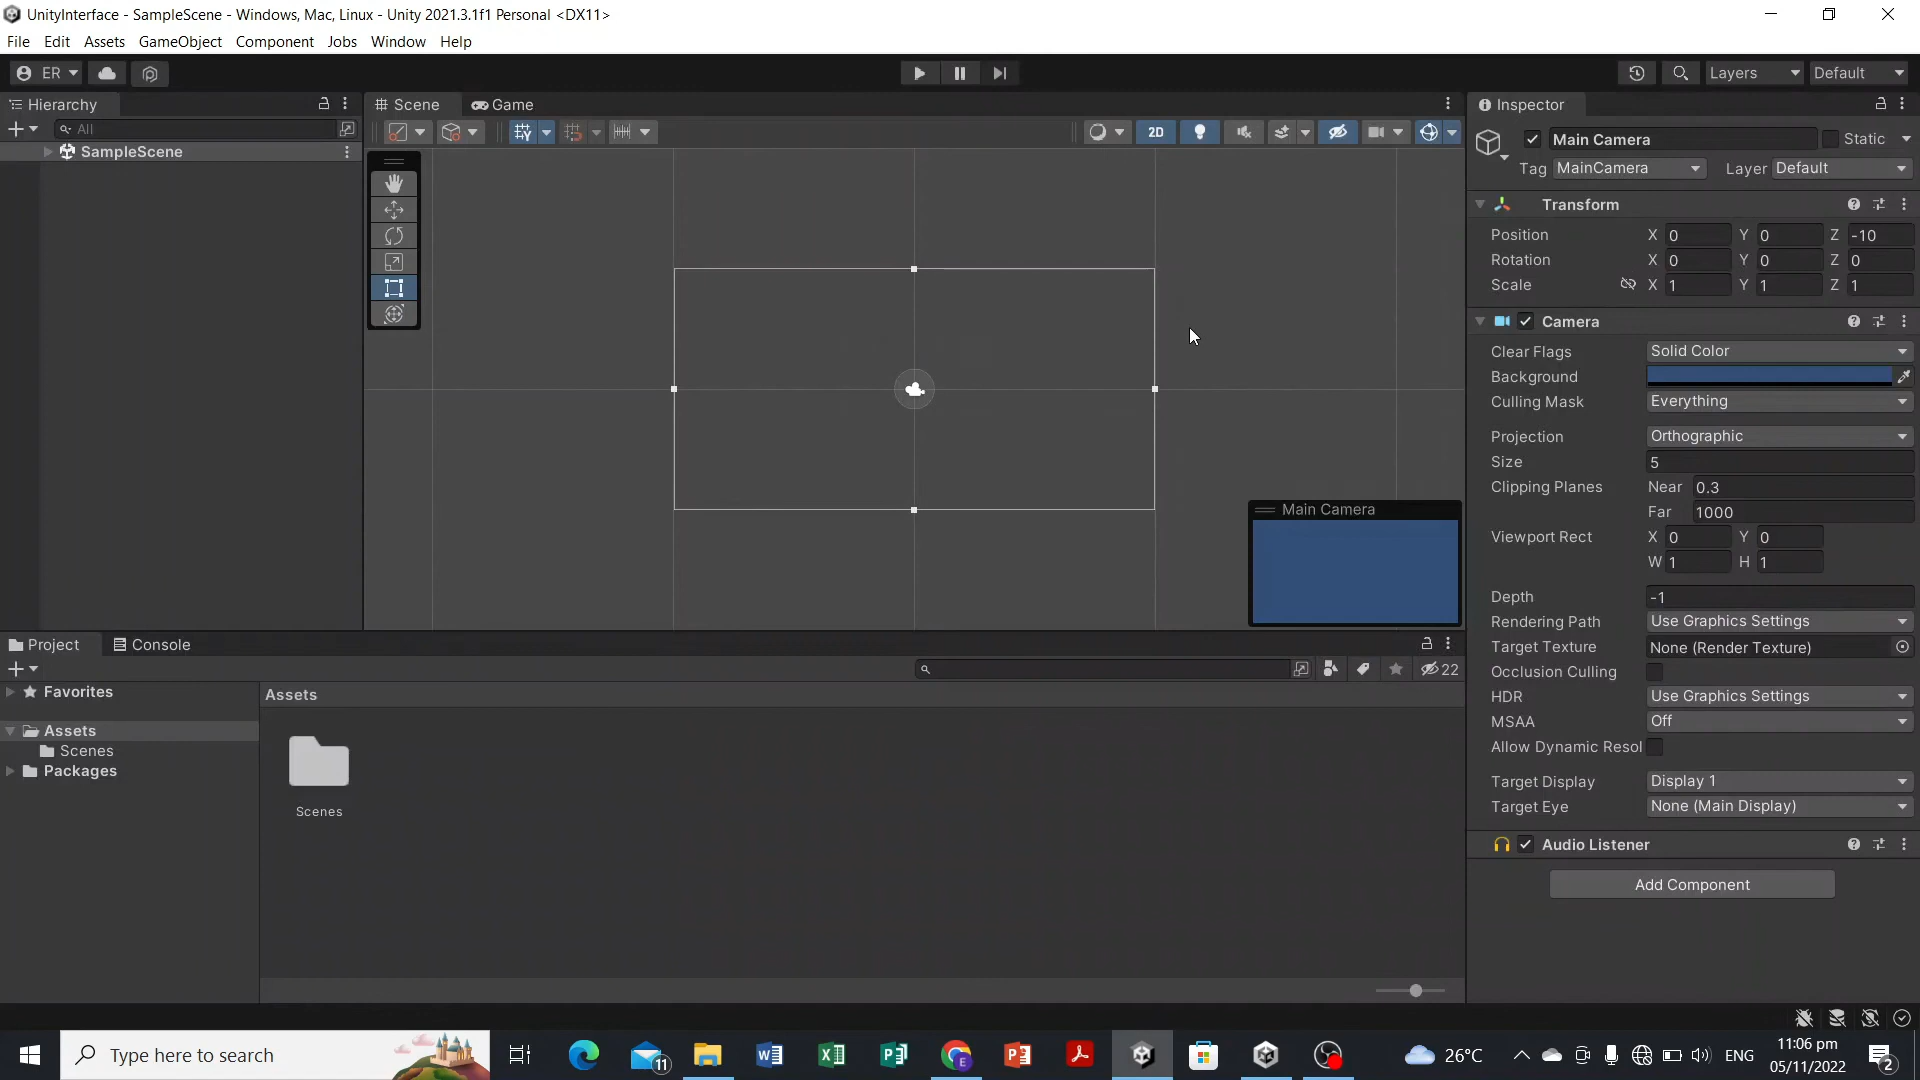 UnityInterface - SampleScene - Windows, Mac, Linux - Unity 2021.3.1f1 Personal <DX11>
File Edit Assets GameObject Component Jobs Window Help
ER Layers Default
Hierarchy
All
SampleScene
Scene Game
2D
Main Camera
Inspector
Main Camera Static
Tag MainCamera Layer Default
Transform
Position X 0 Y 0 Z -10
Rotation X 0 Y 0 Z 0
Scale X 1 Y 1 Z 1
Camera
Clear Flags Solid Color
Background
Culling Mask Everything
Projection Orthographic
Size 5
Clipping Planes Near 0.3
Far 1000
Viewport Rect X 0 Y 0
W 1 H 1
Depth -1
Rendering Path Use Graphics Settings
Target Texture None (Render Texture)
Occlusion Culling
HDR Use Graphics Settings
MSAA Off
Allow Dynamic Resol
Target Display Display 1
Target Eye None (Main Display)
Audio Listener
Add Component
Project Console
22
Favorites
Assets
Scenes
Packages
Assets
Scenes
Type here to search
11
26°C
ENG
11:06 pm
05/11/2022
2